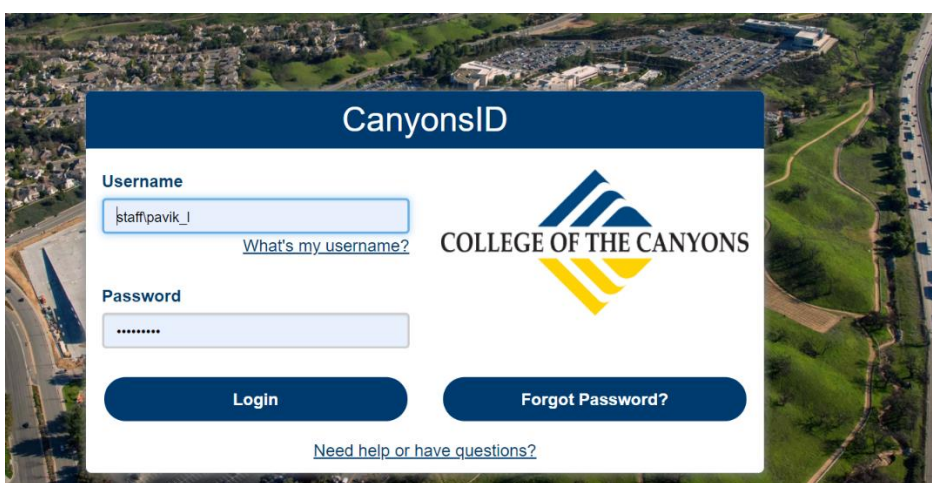 CanyonsID
Username
staff\pavik_l
What's my username?
COLLEGE OF THE CANYONS
Password
•••••••••
Login
Forgot Password?
Need help or have questions?